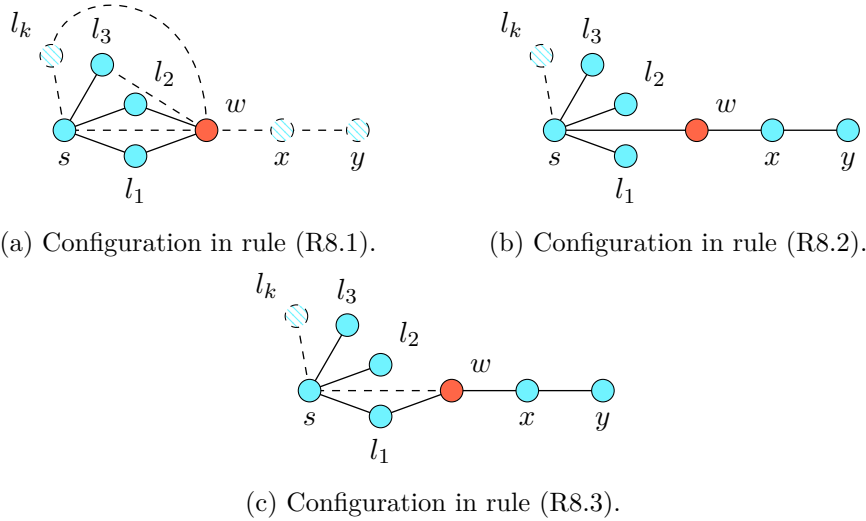 l_k
l_3
l_2
w
s
x
y
l_1
(a) Configuration in rule (R8.1).
l_k
l_3
l_2
w
s
x
y
l_1
(b) Configuration in rule (R8.2).
l_k
l_3
l_2
w
s
x
y
l_1
(c) Configuration in rule (R8.3).